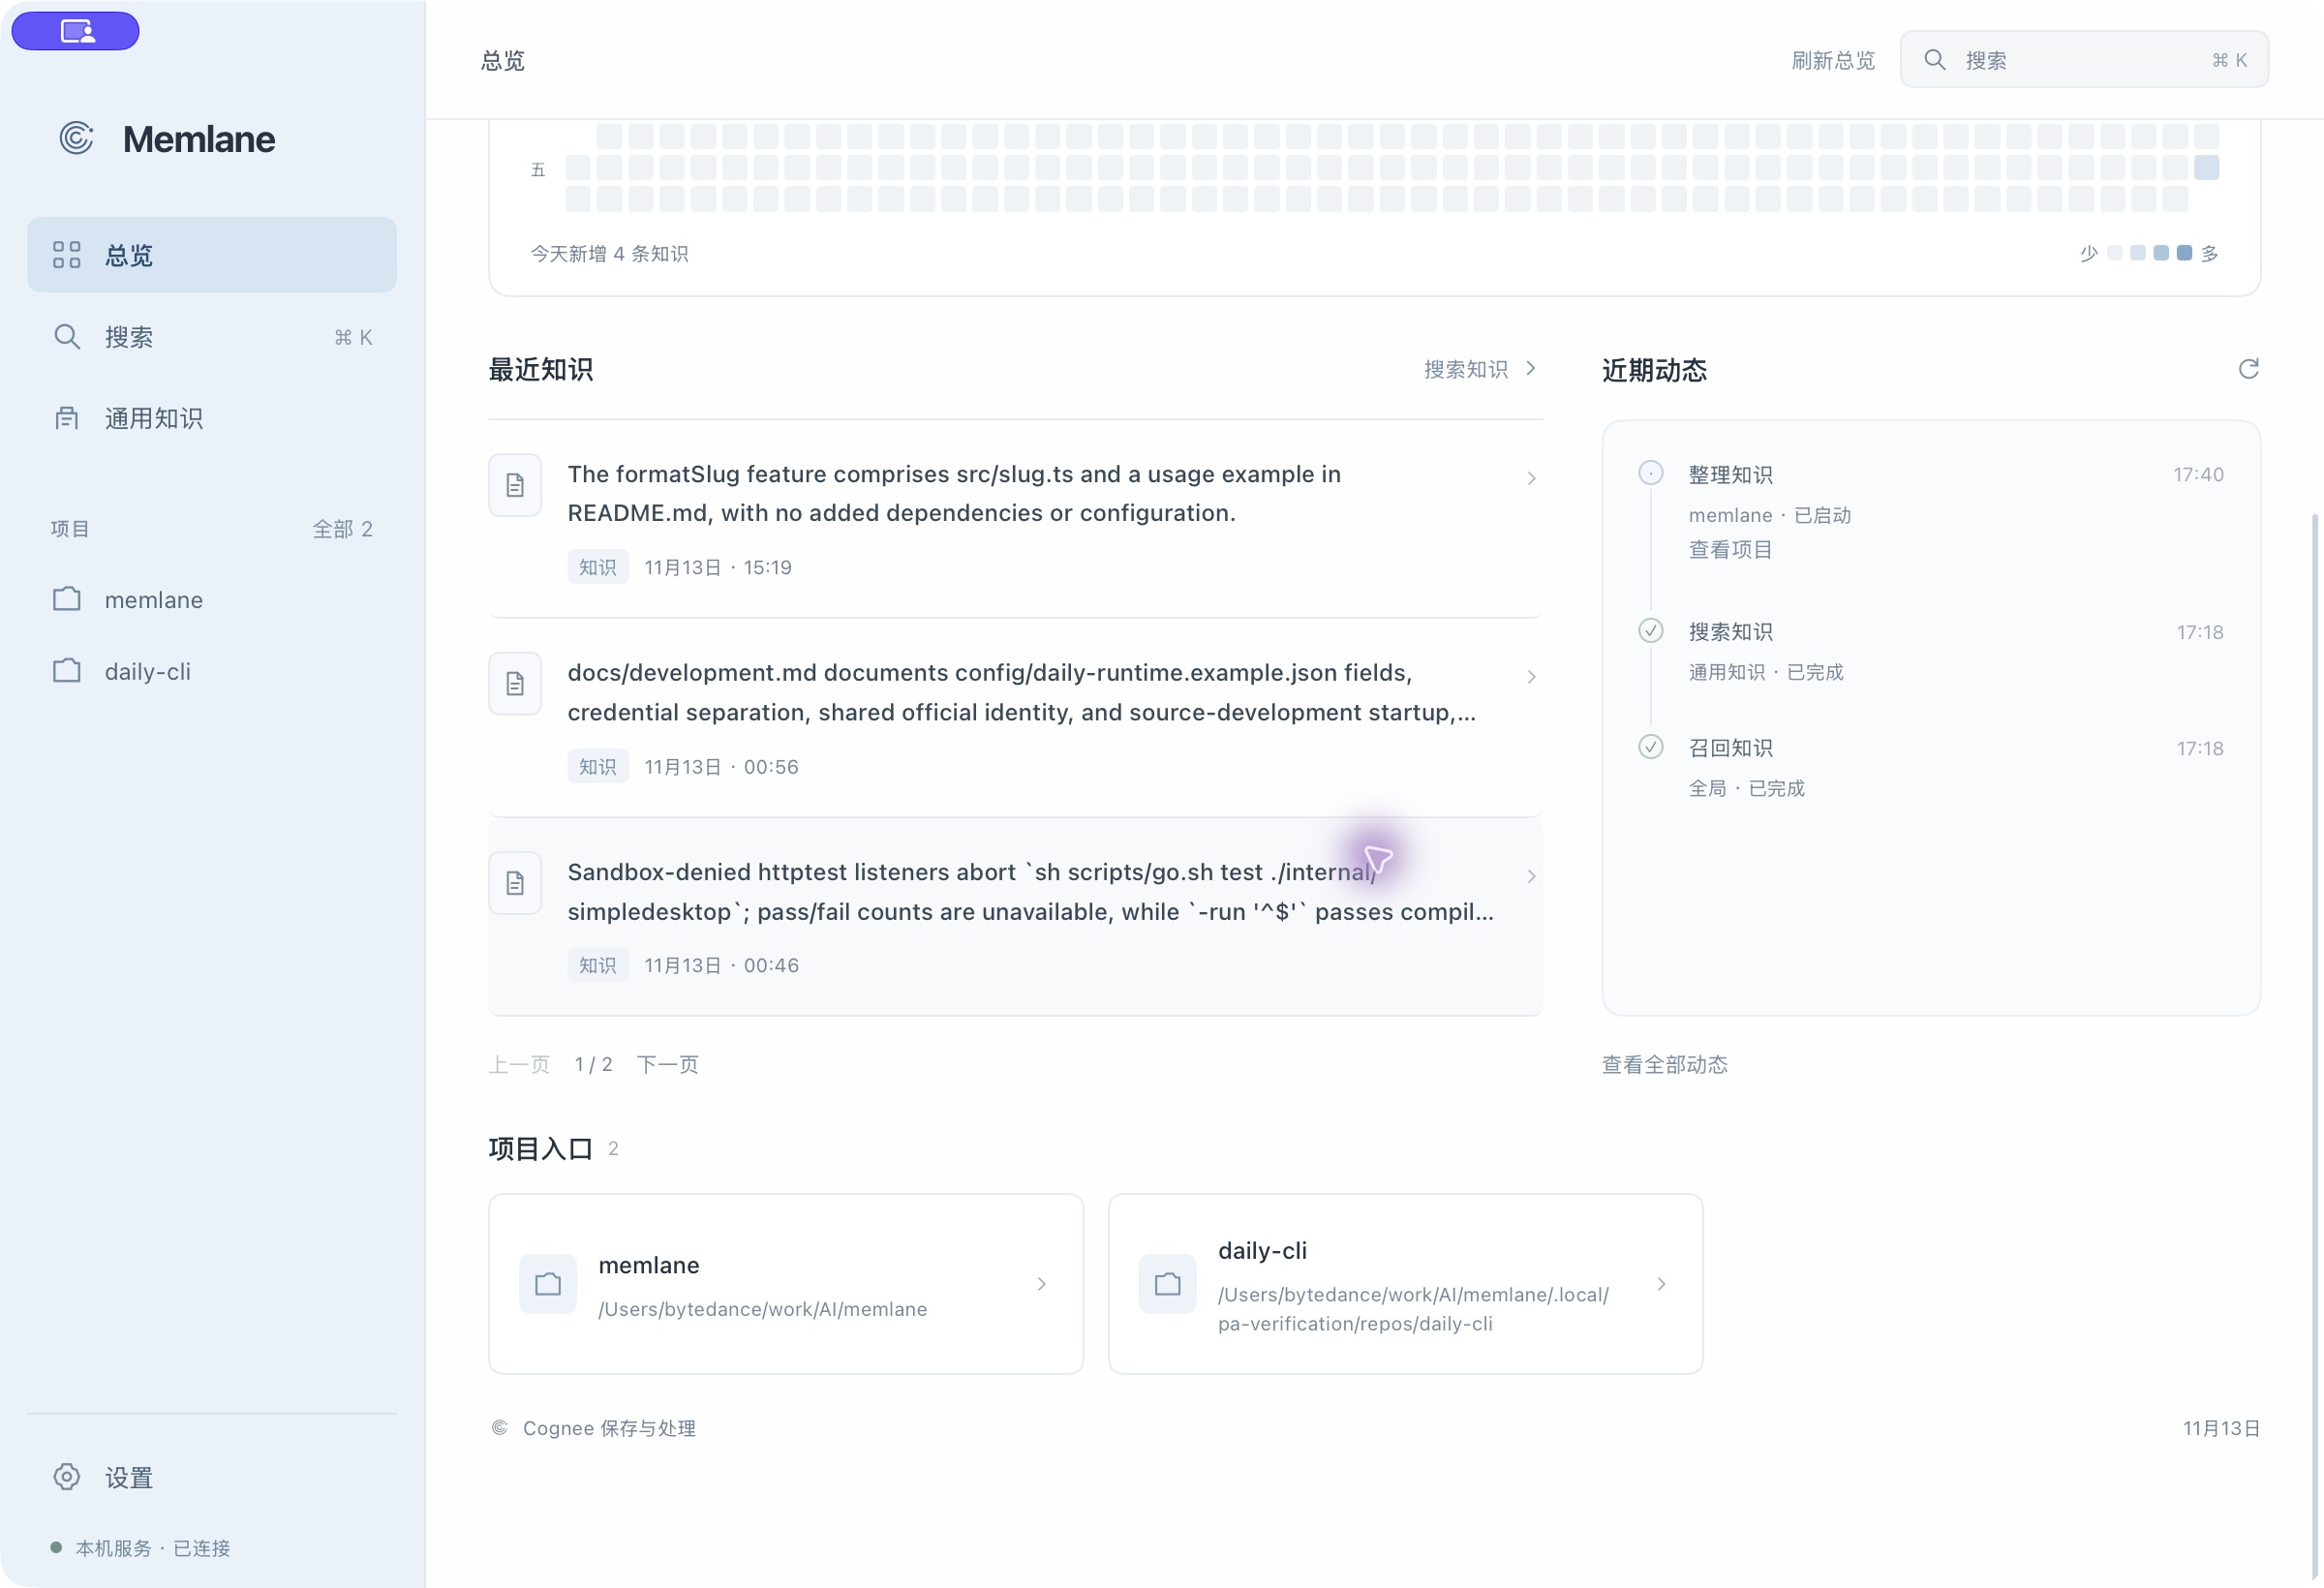 Memlane
总览
搜索 ⌘ K
通用知识
项目 全部 2
memlane
daily-cli
设置
本机服务 · 已连接
总览
刷新总览
搜索 ⌘ K
五
今天新增 4 条知识
少 多
最近知识
搜索知识
The formatSlug feature comprises src/slug.ts and a usage example in
README.md, with no added dependencies or configuration.
知识 11月13日 · 15:19
docs/development.md documents config/daily-runtime.example.json fields,
credential separation, shared official identity, and source-development startup,...
知识 11月13日 · 00:56
Sandbox-denied httptest listeners abort `sh scripts/go.sh test ./internal/
simpledesktop`; pass/fail counts are unavailable, while `-run '^$'` passes compil...
知识 11月13日 · 00:46
上一页 1 / 2 下一页
近期动态
整理知识 17:40
memlane · 已启动
查看项目
搜索知识 17:18
通用知识 · 已完成
召回知识 17:18
全局 · 已完成
查看全部动态
项目入口 2
memlane
/Users/bytedance/work/AI/memlane
daily-cli
/Users/bytedance/work/AI/memlane/.local/
pa-verification/repos/daily-cli
Cognee 保存与处理
11月13日